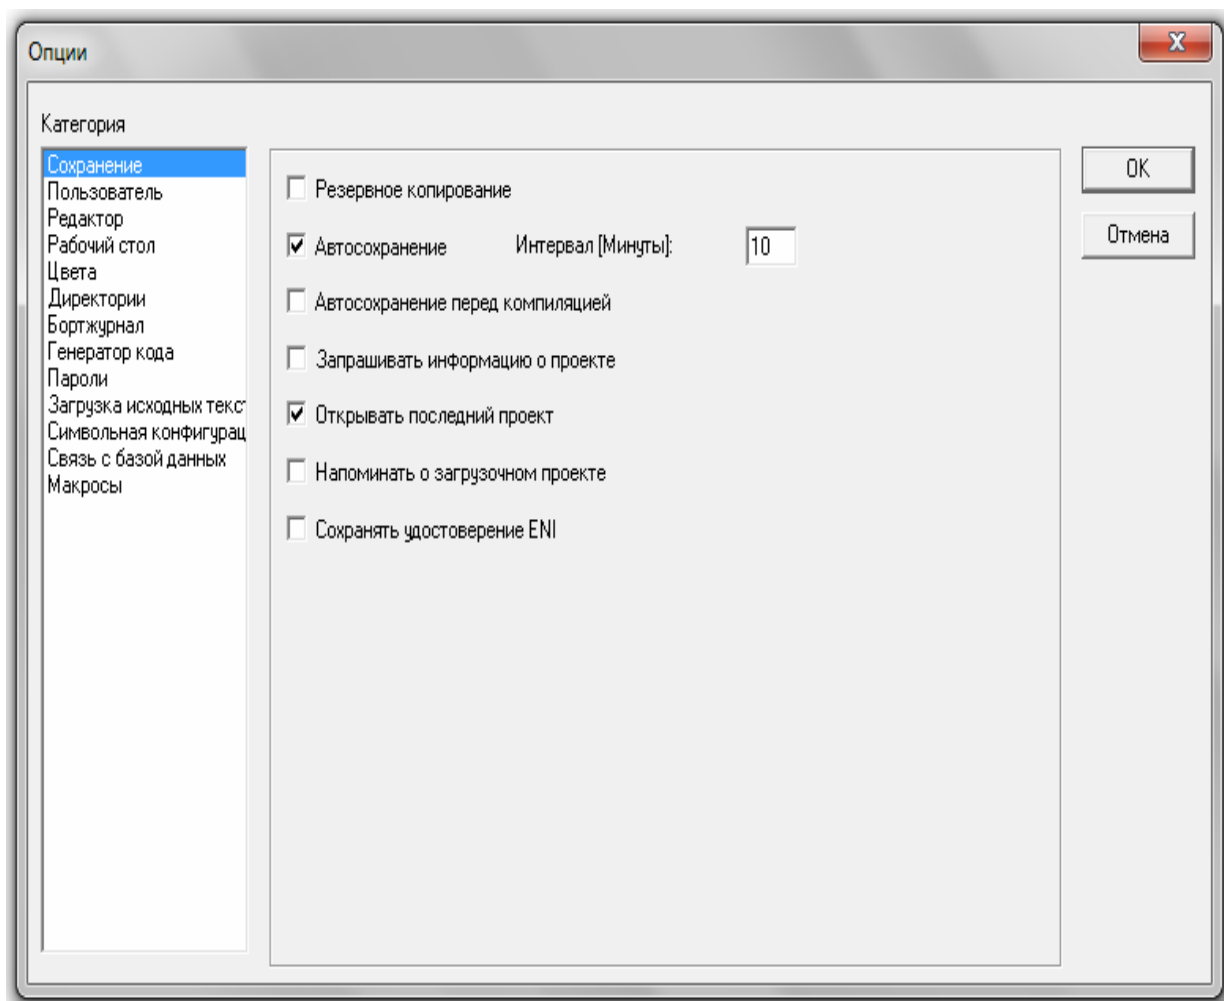 Опции
X
Категория
Сохранение
Пользователь
Редактор
Рабочий стол
Цвета
Директории
Бортжурнал
Генератор кода
Пароли
Загрузка исходных текс
Символьная конфигурац
Связь с базой данных
Макросы
Резервное копирование
Автосохранение Интервал [Минуты]: 10
Автосохранение перед компиляцией
Запрашивать информацию о проекте
Открывать последний проект
Напоминать о загрузочном проекте
Сохранять удостоверение ENI
OK
Отмена